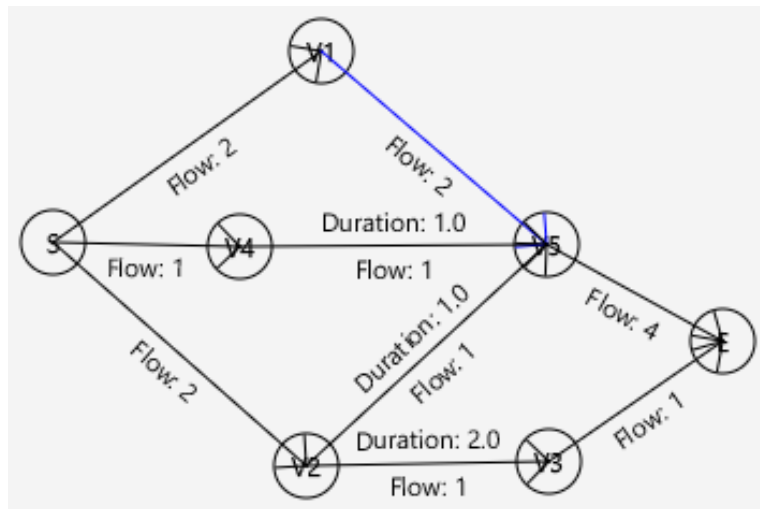 V1
Flow: 2
Flow: 2
S
V4
Duration: 1.0
V5
Flow: 1
Flow: 1
Duration: 1.0
Flow: 4
E
Flow: 2
Flow: 1
Flow: 1
V2
Duration: 2.0
V3
Flow: 1